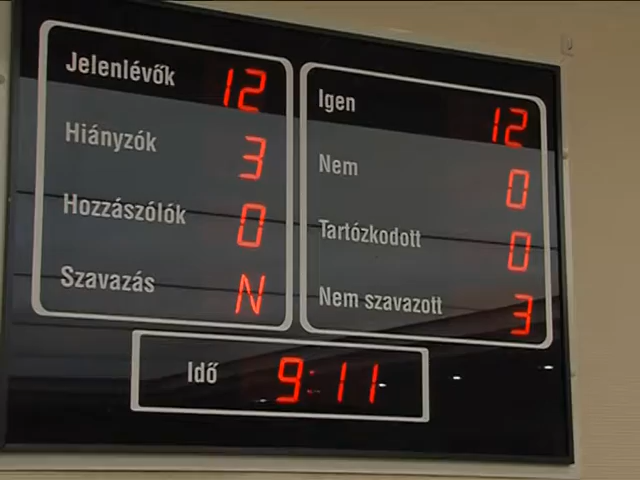 Jelenlévők 12
Hiányzók 3
Hozzászólók 0
Szavazás N
Igen 12
Nem 0
Tartózkodott 0
Nem szavazott 3
Idő 9:11